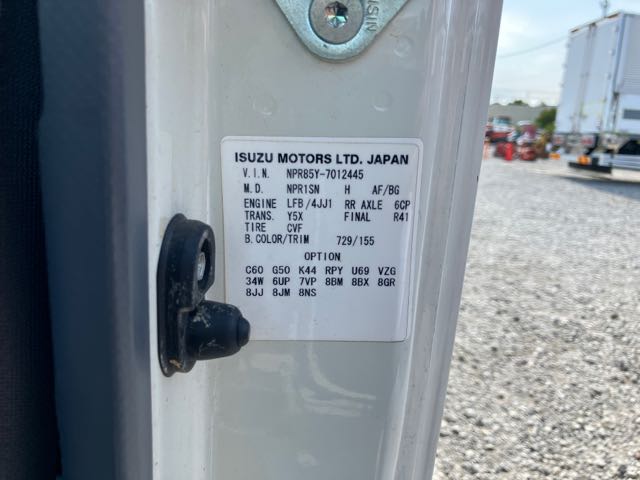 ISIN
ISUZU MOTORS LTD. JAPAN
V.I.N. NPR85Y-7012445
M.D. NPR1SN H AF/BG
ENGINE LFB/4JJ1 RR AXLE 6CP
TRANS. Y5X FINAL R41
TIRE CVF
B.COLOR/TRIM 729/155
OPTION
C60 G50 K44 RPY U69 VZG
34W 6UP 7VP 8BM 8BX 8GR
8JJ 8JM 8NS